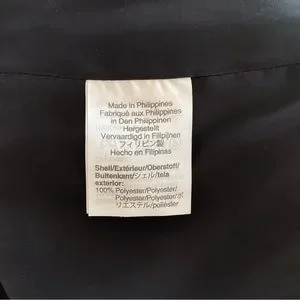 Made In Philippines
Fabriqué aux Philippines
In Den Philippinen
Hergestellt
Vervaardigd in Filipijnen
フィリピン製
Hecho en Filipinas
Shell/Extérieur/Oberstoff/
Buitenkant/シェル/tela
exterior:
100% Polyester/Polyester/
Polyester/Polyester/ポ
リエステル/poliéster